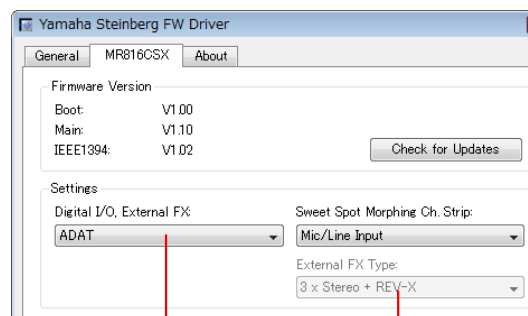 Yamaha Steinberg FW Driver
General MR816CSX About
Firmware Version
Boot: V1.00
Main: V1.10
IEEE1394: V1.02
Check for Updates
Settings
Digital I/O, External FX: Sweet Spot Morphing Ch. Strip:
ADAT Mic/Line Input
External FX Type:
3 x Stereo + REV-X